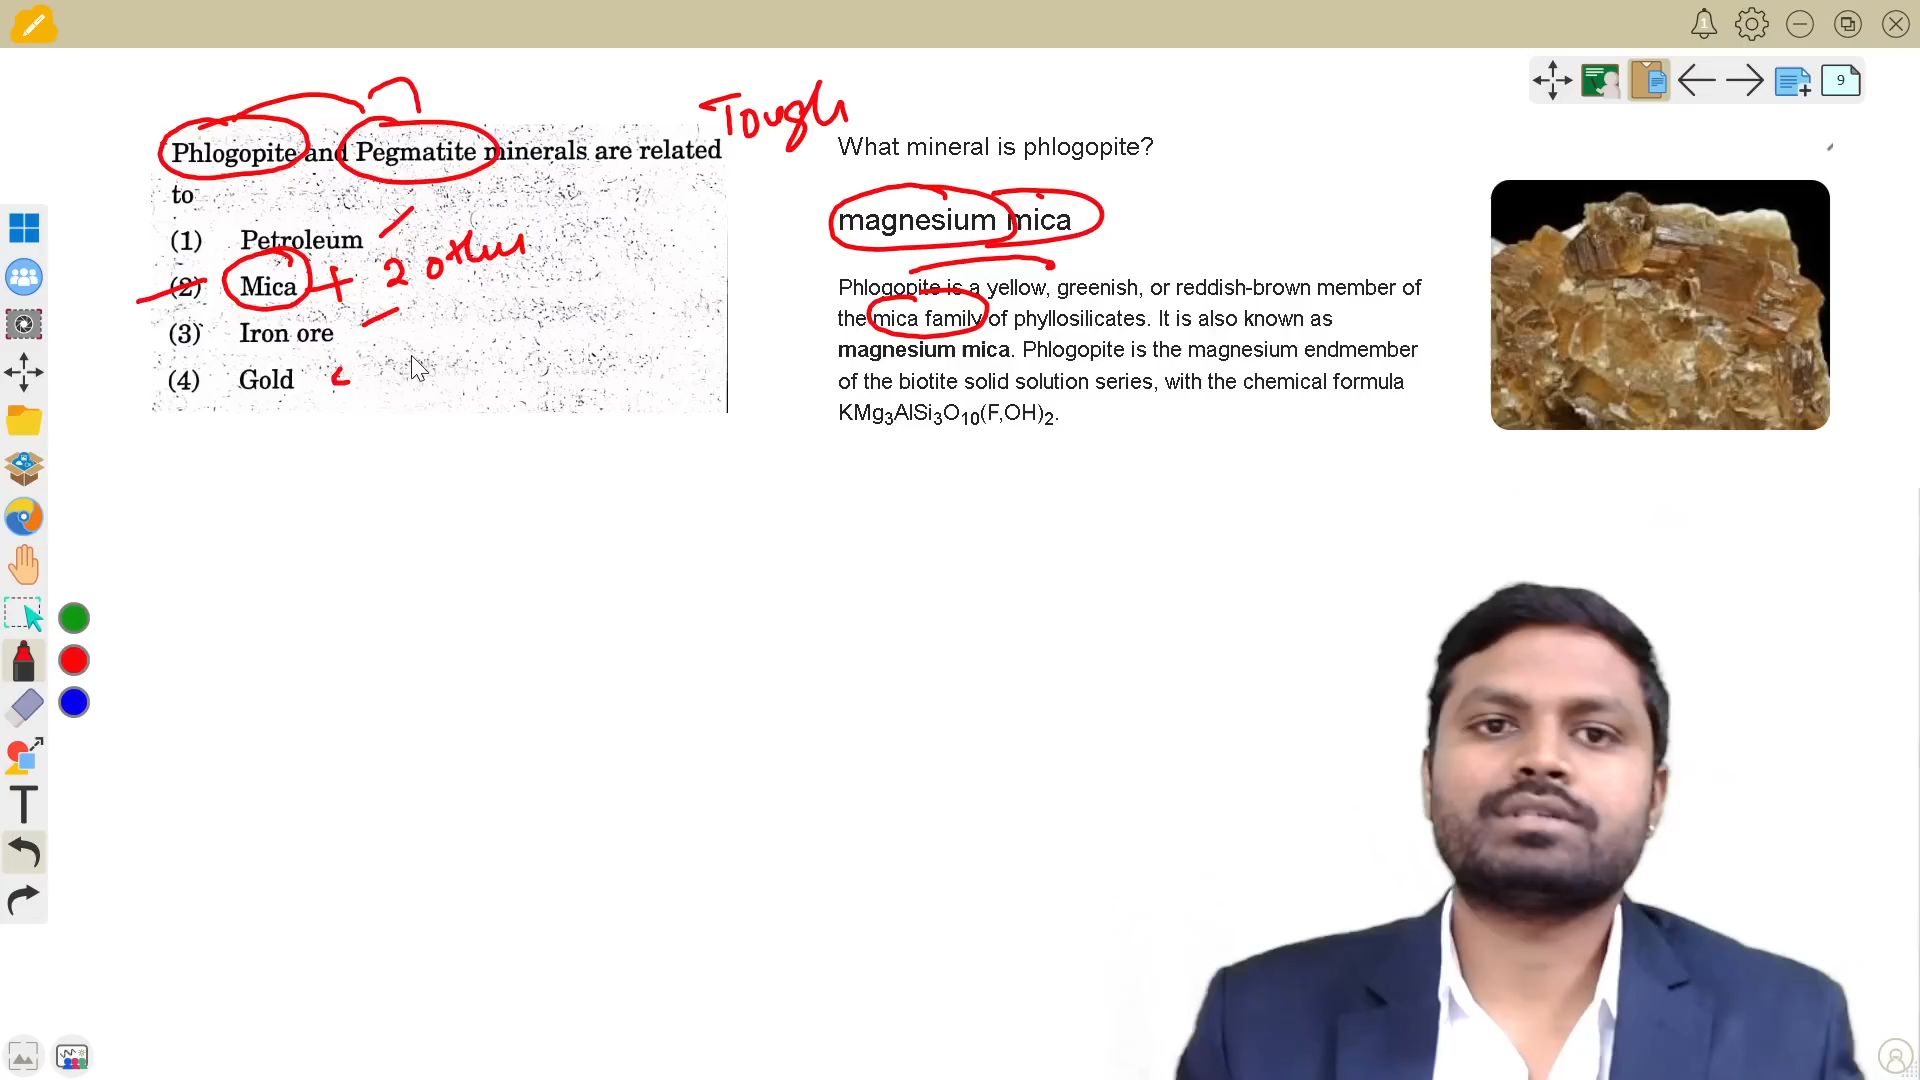 1
9
Tough
Phlogopite and Pegmatite minerals are related
to
(1) Petroleum
(2) Mica + 2 others
(3) Iron ore
(4) Gold
What mineral is phlogopite?
magnesium mica
Phlogopite is a yellow, greenish, or reddish-brown member of
the mica family of phyllosilicates. It is also known as
magnesium mica. Phlogopite is the magnesium endmember
of the biotite solid solution series, with the chemical formula
KMg₃AlSi₃O₁₀(F,OH)₂.
T